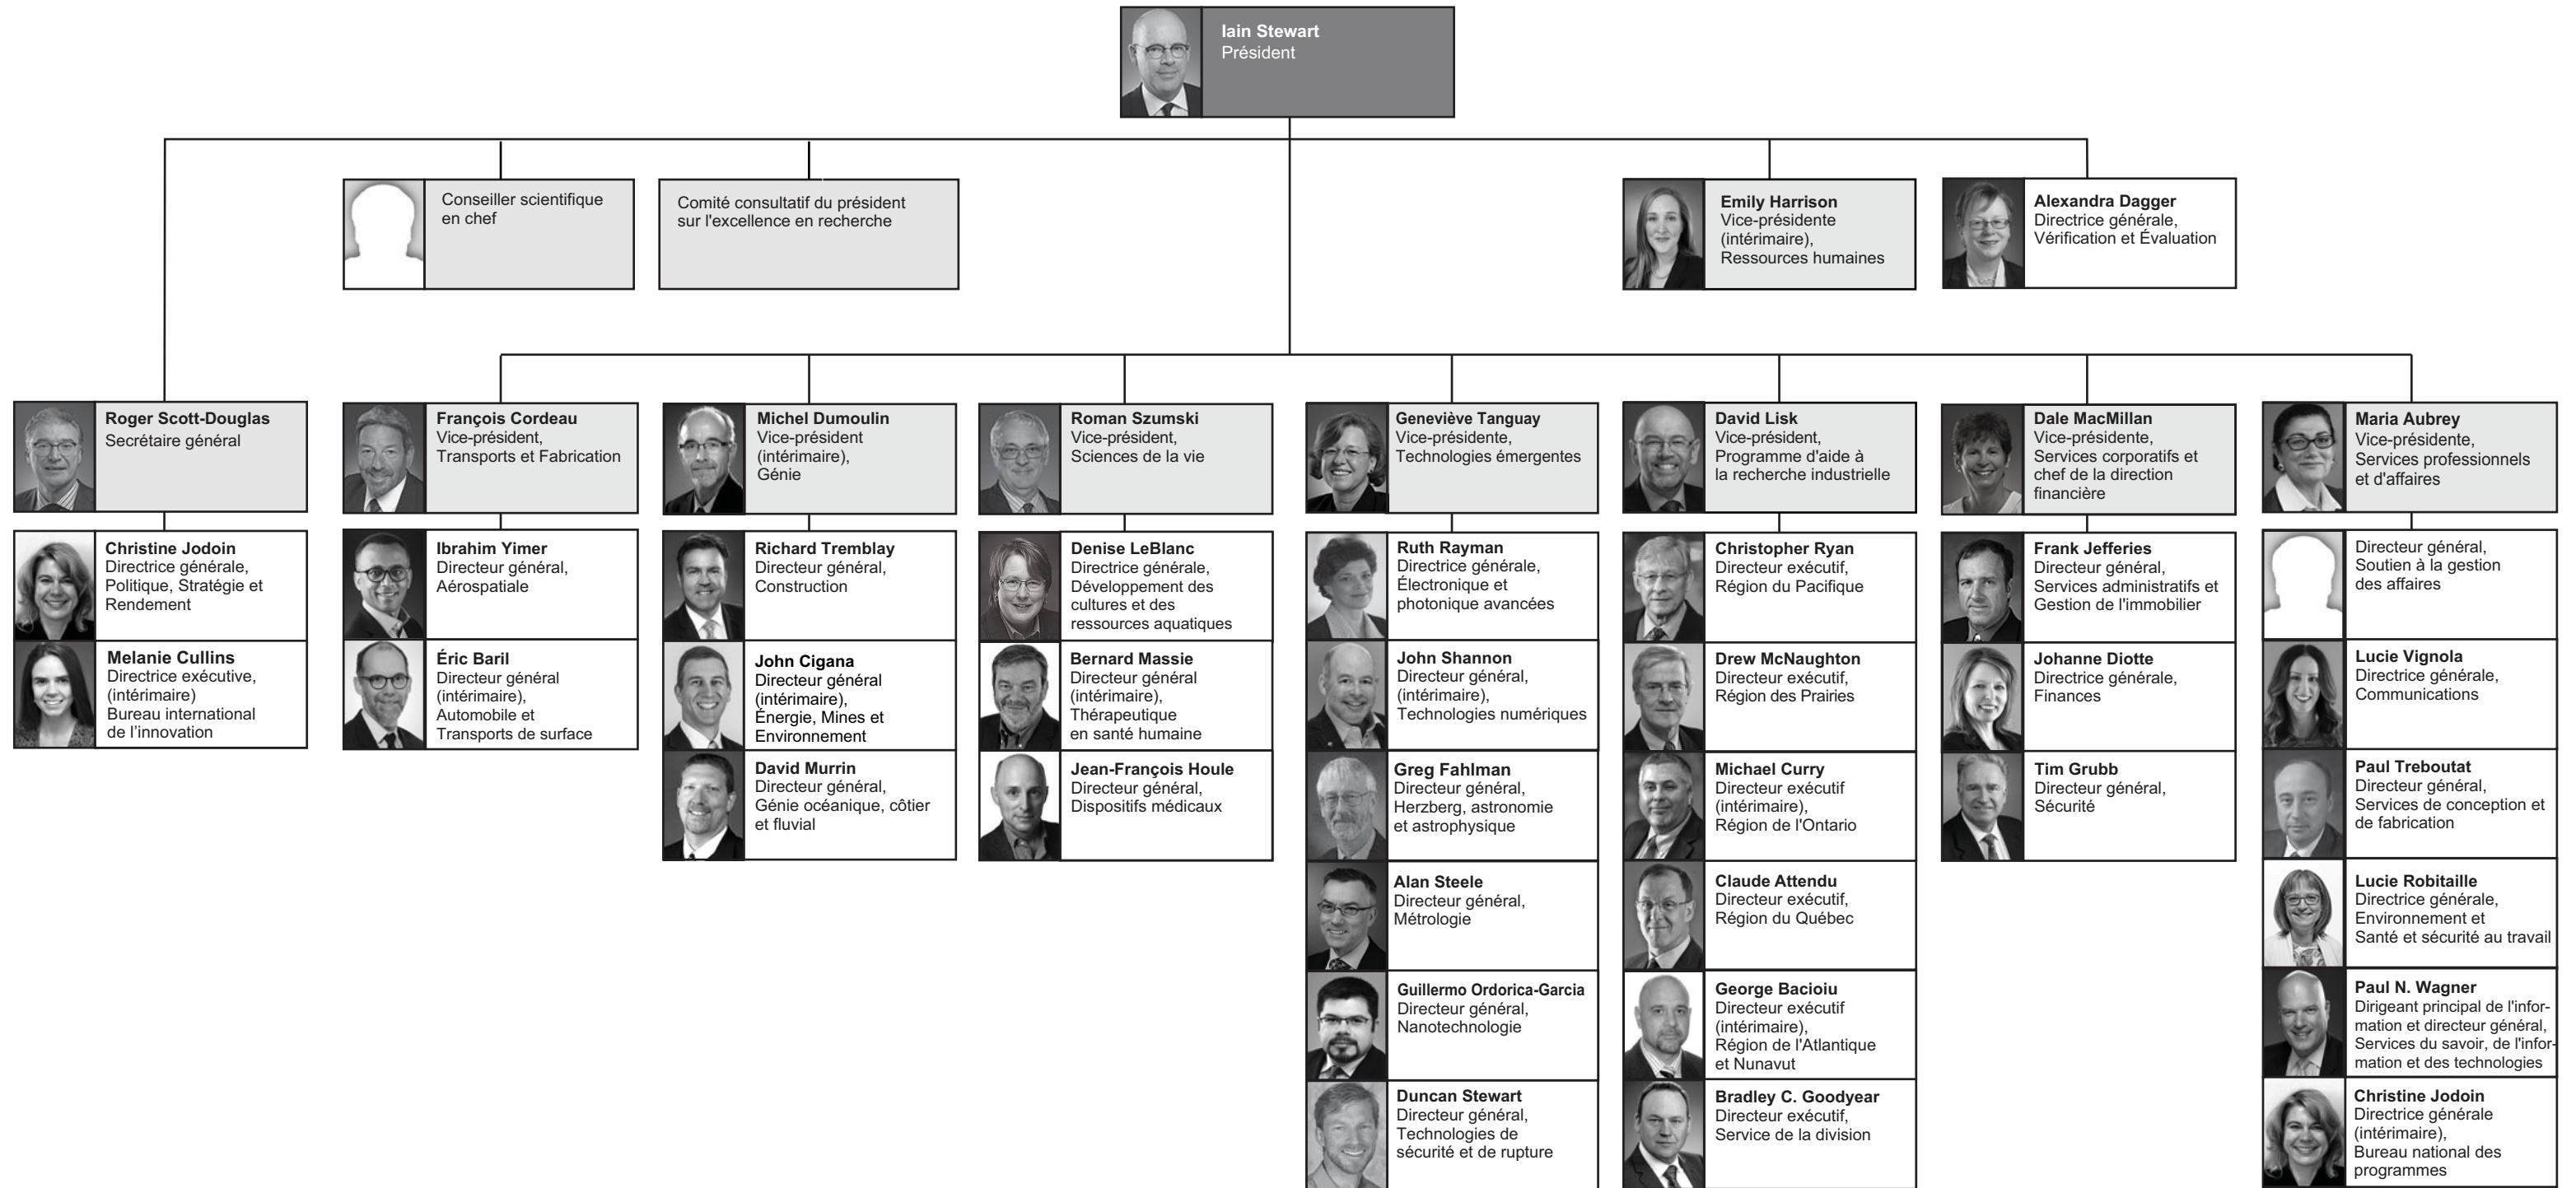 Iain Stewart
Président
Conseiller scientifique
en chef
Comité consultatif du président
sur l'excellence en recherche
Emily Harrison
Vice-présidente
(intérimaire),
Ressources humaines
Alexandra Dagger
Directrice générale,
Vérification et Évaluation
Roger Scott-Douglas
Secrétaire général
Christine Jodoin
Directrice générale,
Politique, Stratégie et
Rendement
Melanie Cullins
Directrice exécutive,
(intérimaire)
Bureau international
de l’innovation
François Cordeau
Vice-président,
Transports et Fabrication
Ibrahim Yimer
Directeur général,
Aérospatiale
Éric Baril
Directeur général
(intérimaire),
Automobile et
Transports de surface
Michel Dumoulin
Vice-président
(intérimaire),
Génie
Richard Tremblay
Directeur général,
Construction
John Cigana
Directeur général
(intérimaire),
Énergie, Mines et
Environnement
David Murrin
Directeur général,
Génie océanique, côtier
et fluvial
Roman Szumski
Vice-président,
Sciences de la vie
Denise LeBlanc
Directrice générale,
Développement des
cultures et des
ressources aquatiques
Bernard Massie
Directeur général
(intérimaire),
Thérapeutique
en santé humaine
Jean-François Houle
Directeur général,
Dispositifs médicaux
Geneviève Tanguay
Vice-présidente,
Technologies émergentes
Ruth Rayman
Directrice générale,
Électronique et
photonique avancées
John Shannon
Directeur général,
(intérimaire),
Technologies numériques
Greg Fahlman
Directeur général,
Herzberg, astronomie
et astrophysique
Alan Steele
Directeur général,
Métrologie
Guillermo Ordorica-Garcia
Directeur général,
Nanotechnologie
Duncan Stewart
Directeur général,
Technologies de
sécurité et de rupture
David Lisk
Vice-président,
Programme d'aide à
la recherche industrielle
Christopher Ryan
Directeur exécutif,
Région du Pacifique
Drew McNaughton
Directeur exécutif,
Région des Prairies
Michael Curry
Directeur exécutif
(intérimaire),
Région de l'Ontario
Claude Attendu
Directeur exécutif,
Région du Québec
George Bacioiu
Directeur exécutif
(intérimaire),
Région de l'Atlantique
et Nunavut
Bradley C. Goodyear
Directeur exécutif,
Service de la division
Dale MacMillan
Vice-présidente,
Services corporatifs et
chef de la direction
financière
Frank Jefferies
Directeur général,
Services administratifs et
Gestion de l'immobilier
Johanne Diotte
Directrice générale,
Finances
Tim Grubb
Directeur général,
Sécurité
Maria Aubrey
Vice-présidente,
Services professionnels
et d'affaires
Directeur général,
Soutien à la gestion
des affaires
Lucie Vignola
Directrice générale,
Communications
Paul Treboutat
Directeur général,
Services de conception et
de fabrication
Lucie Robitaille
Directrice générale,
Environnement et
Santé et sécurité au travail
Paul N. Wagner
Dirigeant principal de l'infor-
mation et directeur général,
Services du savoir, de l'infor-
mation et des technologies
Christine Jodoin
Directrice générale
(intérimaire),
Bureau national des
programmes